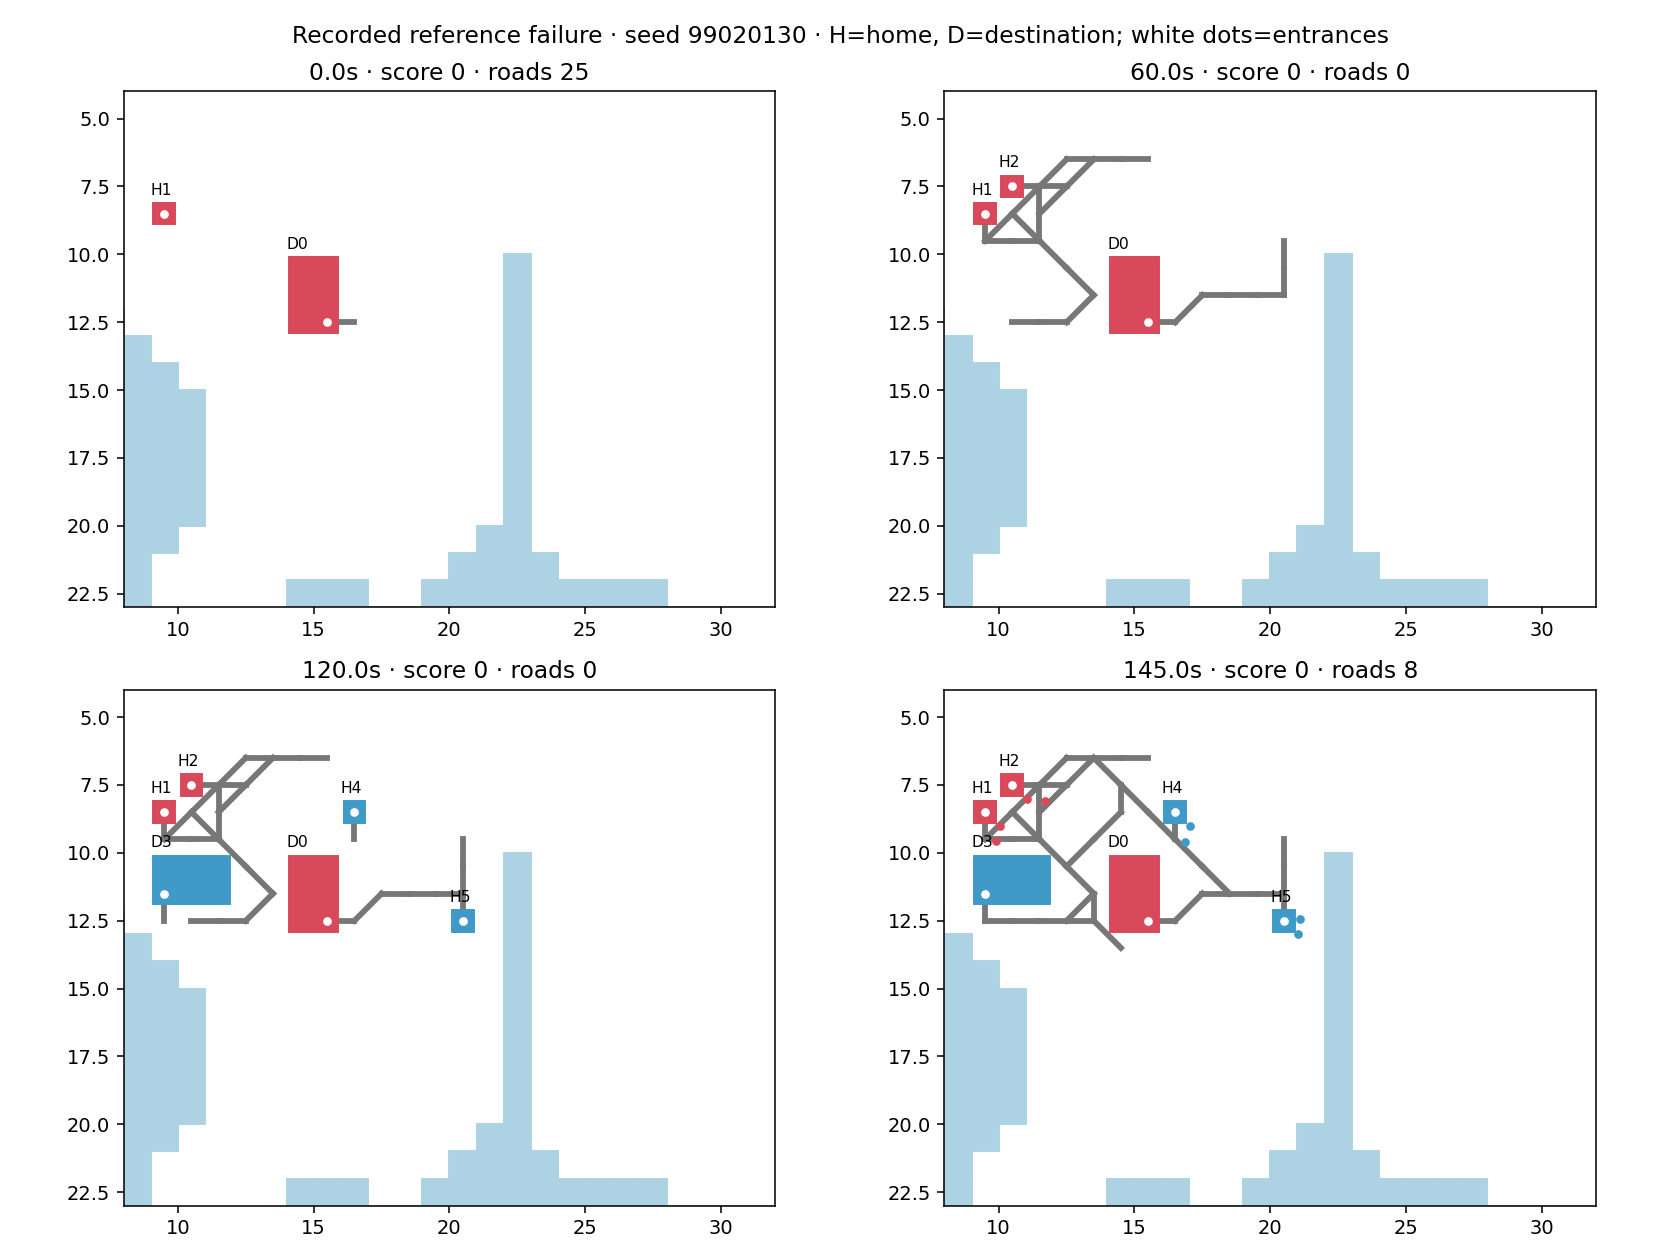 Recorded reference failure · seed 99020130 · H=home, D=destination; white dots=entrances
0.0s · score 0 · roads 25
5.0
7.5
10.0
12.5
15.0
17.5
20.0
22.5
H1
D0
10 15 20 25 30
60.0s · score 0 · roads 0
5.0
7.5
10.0
12.5
15.0
17.5
20.0
22.5
H2
H1
D0
10 15 20 25 30
120.0s · score 0 · roads 0
5.0
7.5
10.0
12.5
15.0
17.5
20.0
22.5
H2
H1 H4
D3 D0
H5
10 15 20 25 30
145.0s · score 0 · roads 8
5.0
7.5
10.0
12.5
15.0
17.5
20.0
22.5
H2
H1 H4
D3 D0
H5
10 15 20 25 30